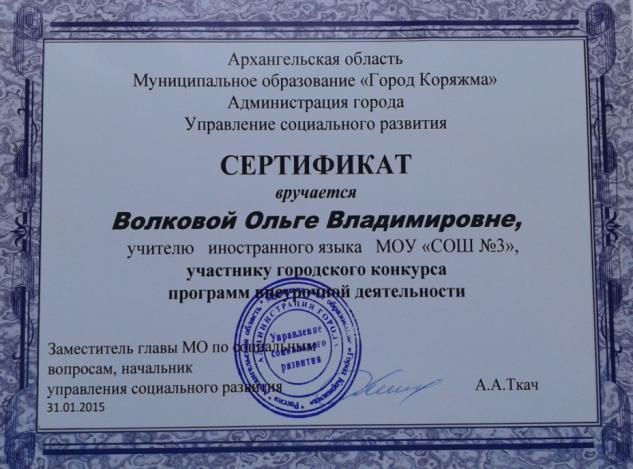 Архангельская область
Муниципальное образование «Город Коряжма»
Администрация города
Управление социального развития
СЕРТИФИКАТ
вручается
Волковой Ольге Владимировне,
учителю иностранного языка МОУ «СОШ №3»,
участнику городского конкурса
программ внеурочной деятельности
Управление
социального
развития
Заместитель главы МО по социальным
вопросам, начальник
управления социального развития
А.А.Ткач
31.01.2015